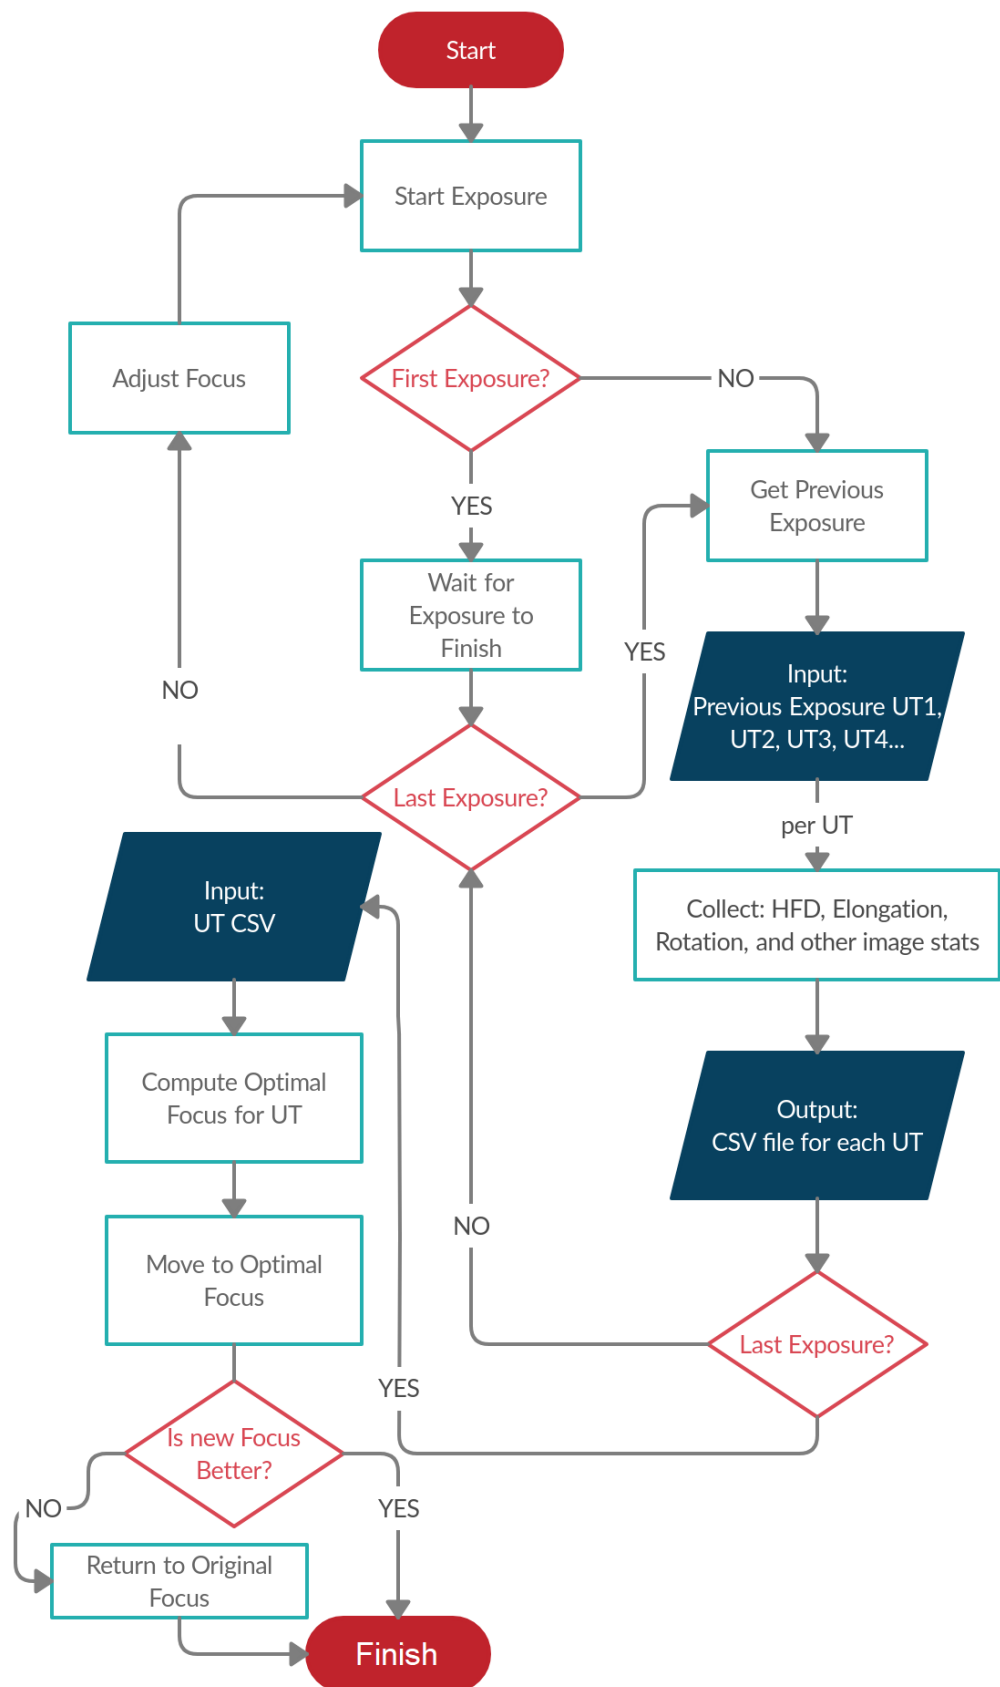 Start
Start Exposure
Adjust Focus
First Exposure?
NO
Get Previous
Exposure
YES
Wait for
Exposure to
Finish
YES
NO
Input:
Previous Exposure UT1,
UT2, UT3, UT4...
Last Exposure?
per UT
Input:
UT CSV
Collect: HFD, Elongation,
Rotation, and other image stats
Compute Optimal
Focus for UT
Output:
CSV file for each UT
NO
Move to Optimal
Focus
Last Exposure?
YES
Is new Focus
Better?
NO
YES
Return to Original
Focus
Finish